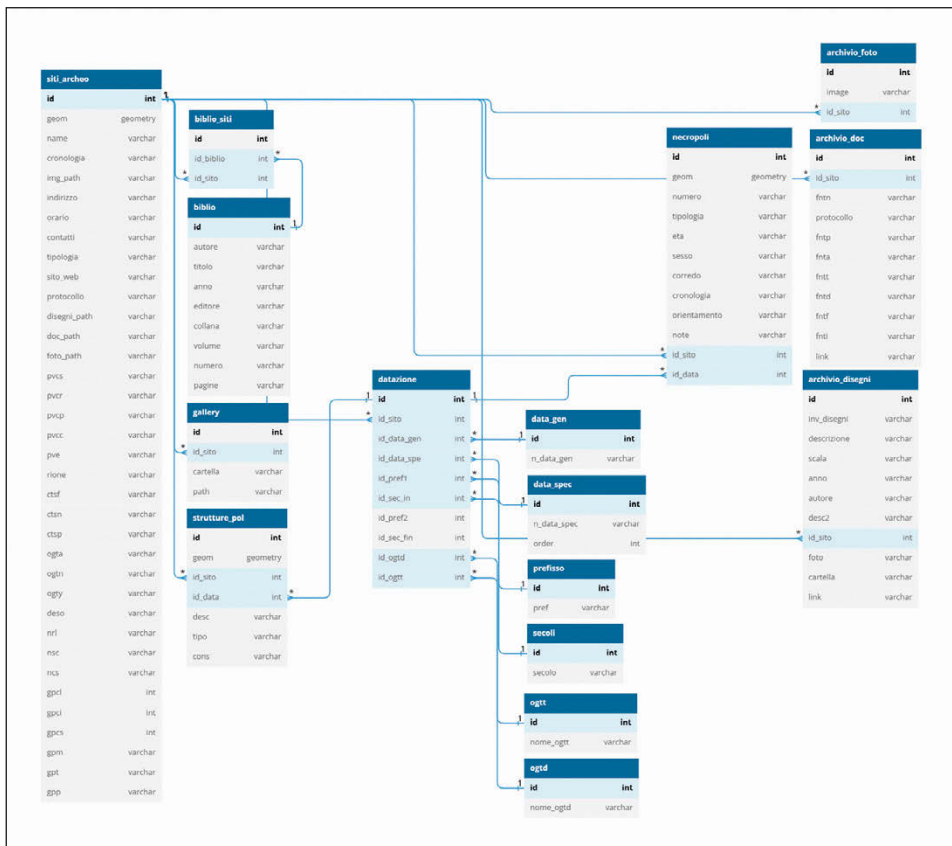 siti_archeo
id int
geom geometry
name varchar
cronologia varchar
img_path varchar
indirizzo varchar
orario varchar
contatti varchar
tipologia varchar
sito_web varchar
protocollo varchar
disegni_path varchar
doc_path varchar
foto_path varchar
pvcs varchar
pvcr varchar
pvcp varchar
pvcc varchar
pve varchar
rione varchar
ctsf varchar
ctsn varchar
ctsp varchar
ogta varchar
ogtn varchar
ogty varchar
deso varchar
nrl varchar
nsc varchar
ncs varchar
gpcl int
gpci int
gpcs int
gpm varchar
gpt varchar
gpp varchar
biblie_siti
id int
id_biblio int
id_sito int
biblio
id int
autore varchar
titolo varchar
anno varchar
editore varchar
collana varchar
volume varchar
numero varchar
pagine varchar
gallery
id int
id_sito int
cartella varchar
path varchar
strutture_pol
id int
geom geometry
id_sito int
id_data int
desc varchar
tipo varchar
cons varchar
datazione
id int
id_sito int
id_data_gen int
id_data_spe int
id_pref1 int
id_sec_in int
id_pref2 int
id_sec_fin int
id_ogtd int
id_ogtt int
data_gen
id int
n_data_gen varchar
data_spec
id int
n_data_spec varchar
order int
prefisso
id int
pref varchar
secoli
id int
secolo varchar
ogtt
id int
nome_ogtt varchar
ogtd
id int
nome_ogtd varchar
necropoli
id int
geom geometry
numero varchar
tipologia varchar
eta varchar
sesso varchar
corredo varchar
cronologia varchar
orientamento varchar
note varchar
id_sito int
id_data int
archivio_foto
id int
image varchar
id_sito int
archivio_doc
id int
id_sito int
fntn varchar
protocollo varchar
fntp varchar
fnta varchar
fntt varchar
fntd varchar
fntf varchar
fnti varchar
link varchar
archivio_disegni
id int
inv_disegni varchar
descrizione varchar
scala varchar
anno varchar
autore varchar
desc2 varchar
id_sito int
foto varchar
cartella varchar
link varchar